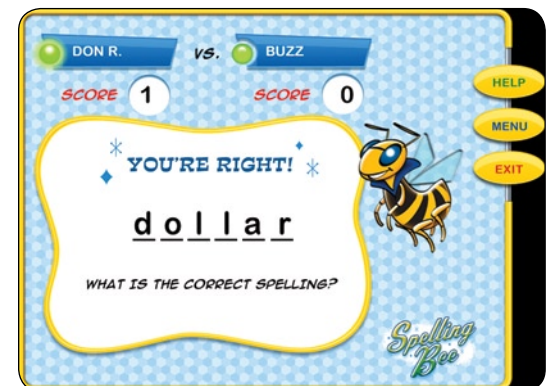 DON R. VS. BUZZ
SCORE 1 SCORE 0
HELP
MENU
EXIT
YOU'RE RIGHT!
dollar
WHAT IS THE CORRECT SPELLING?
Spelling
Bee